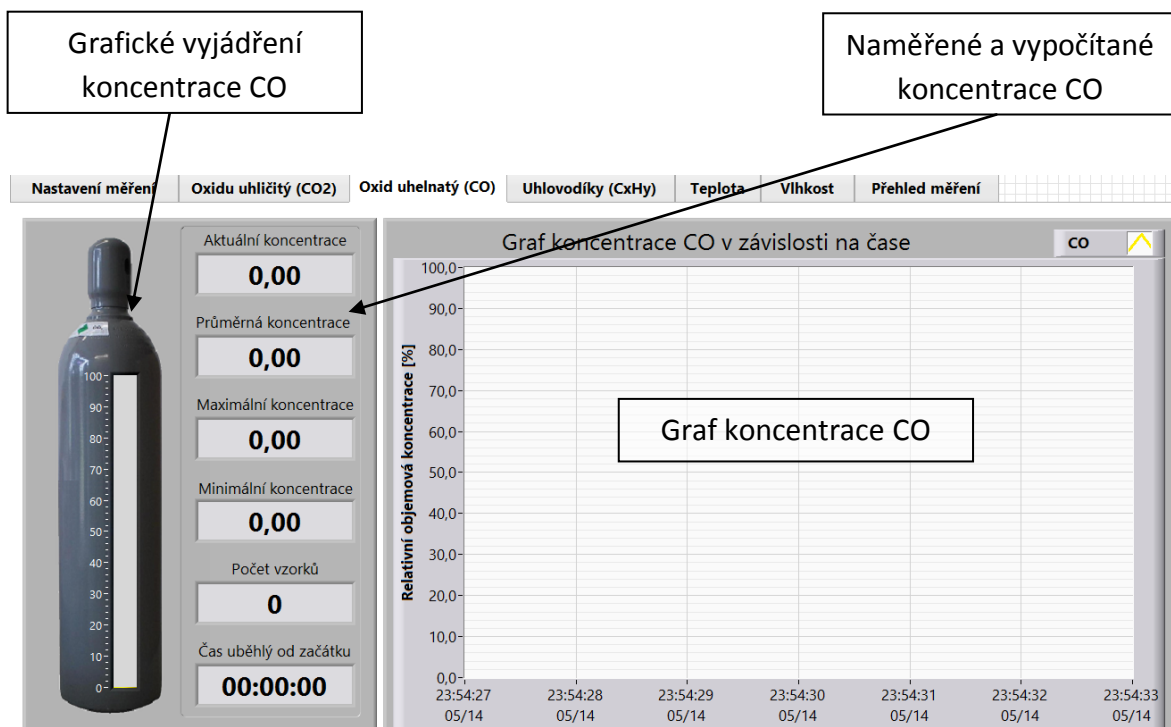 Grafické vyjádření
koncentrace CO
Naměřené a vypočítané
koncentrace CO
Nastavení měření
Oxidu uhličitý (CO2)
Oxid uhelnatý (CO)
Uhlovodíky (CxHy)
Teplota
Vlhkost
Přehled měření
100
90
80
70
60
50
40
30
20
10
0
Aktuální koncentrace
0,00
Průměrná koncentrace
0,00
Maximální koncentrace
0,00
Minimální koncentrace
0,00
Počet vzorků
0
Čas uběhlý od začátku
00:00:00
Graf koncentrace CO v závislosti na čase
CO
Relativní objemová koncentrace [%]
100,0
90,0
80,0
70,0
60,0
50,0
40,0
30,0
20,0
10,0
0,0
Graf koncentrace CO
23:54:27 23:54:28 23:54:29 23:54:30 23:54:31 23:54:32 23:54:33
05/14 05/14 05/14 05/14 05/14 05/14 05/14